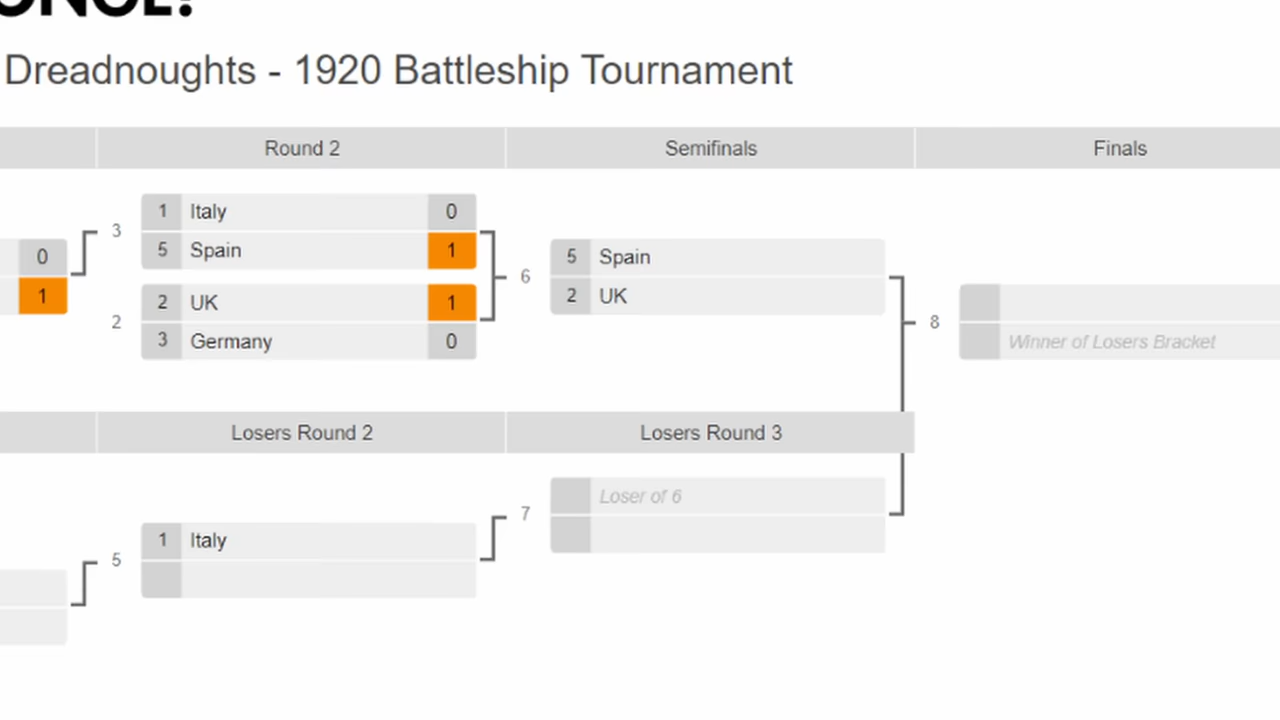 Dreadnoughts - 1920 Battleship Tournament
Round 2 Semifinals Finals
1 Italy 0
3
5 Spain 1
0
1
2 UK 1
2
3 Germany 0
5 Spain
6
2 UK
8
Winner of Losers Bracket
Losers Round 2 Losers Round 3
1 Italy
5
7
Loser of 6